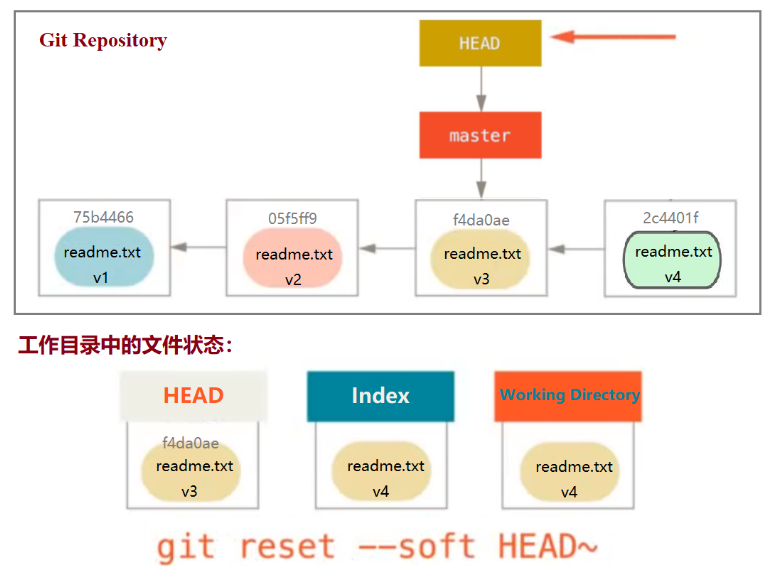 Git Repository
HEAD
master
75b4466
readme.txt
v1
05f5ff9
readme.txt
v2
f4da0ae
readme.txt
v3
2c4401f
readme.txt
v4
工作目录中的文件状态：
HEAD
f4da0ae
readme.txt
v3
Index
readme.txt
v4
Working Directory
readme.txt
v4
git reset --soft HEAD~